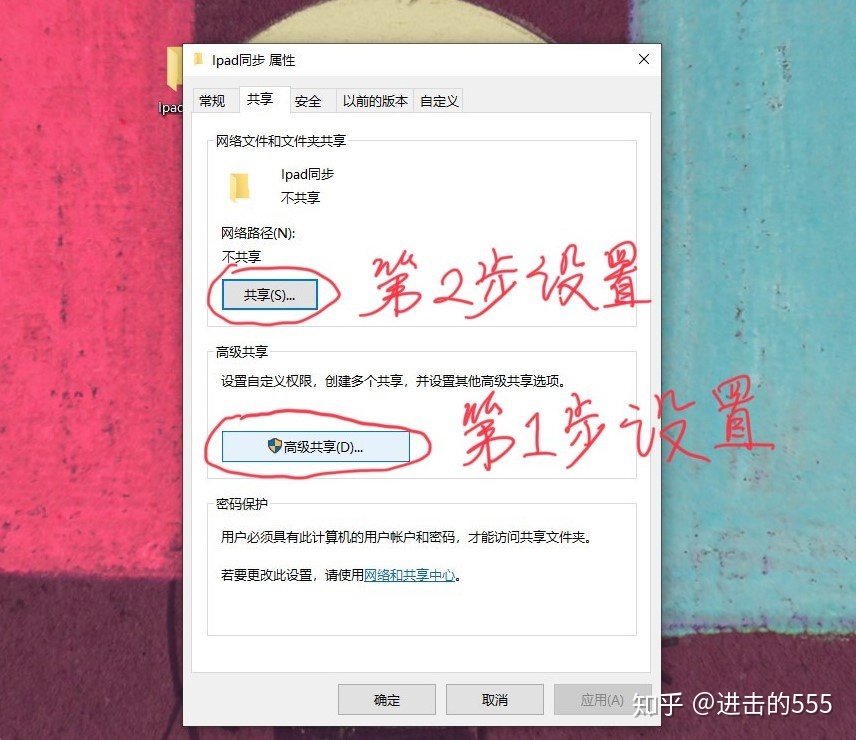 Ipad同步 属性
Ipad
常规 共享 安全 以前的版本 自定义
网络文件和文件夹共享
Ipad同步
不共享
网络路径(N):
不共享
共享(S)...
第2步设置
高级共享
设置自定义权限，创建多个共享，并设置其他高级共享选项。
高级共享(D)...
第1步设置
密码保护
用户必须具有此计算机的用户帐户和密码，才能访问共享文件夹。
若要更改此设置，请使用网络和共享中心。
确定 取消 应用(A)
知乎 @进击的555